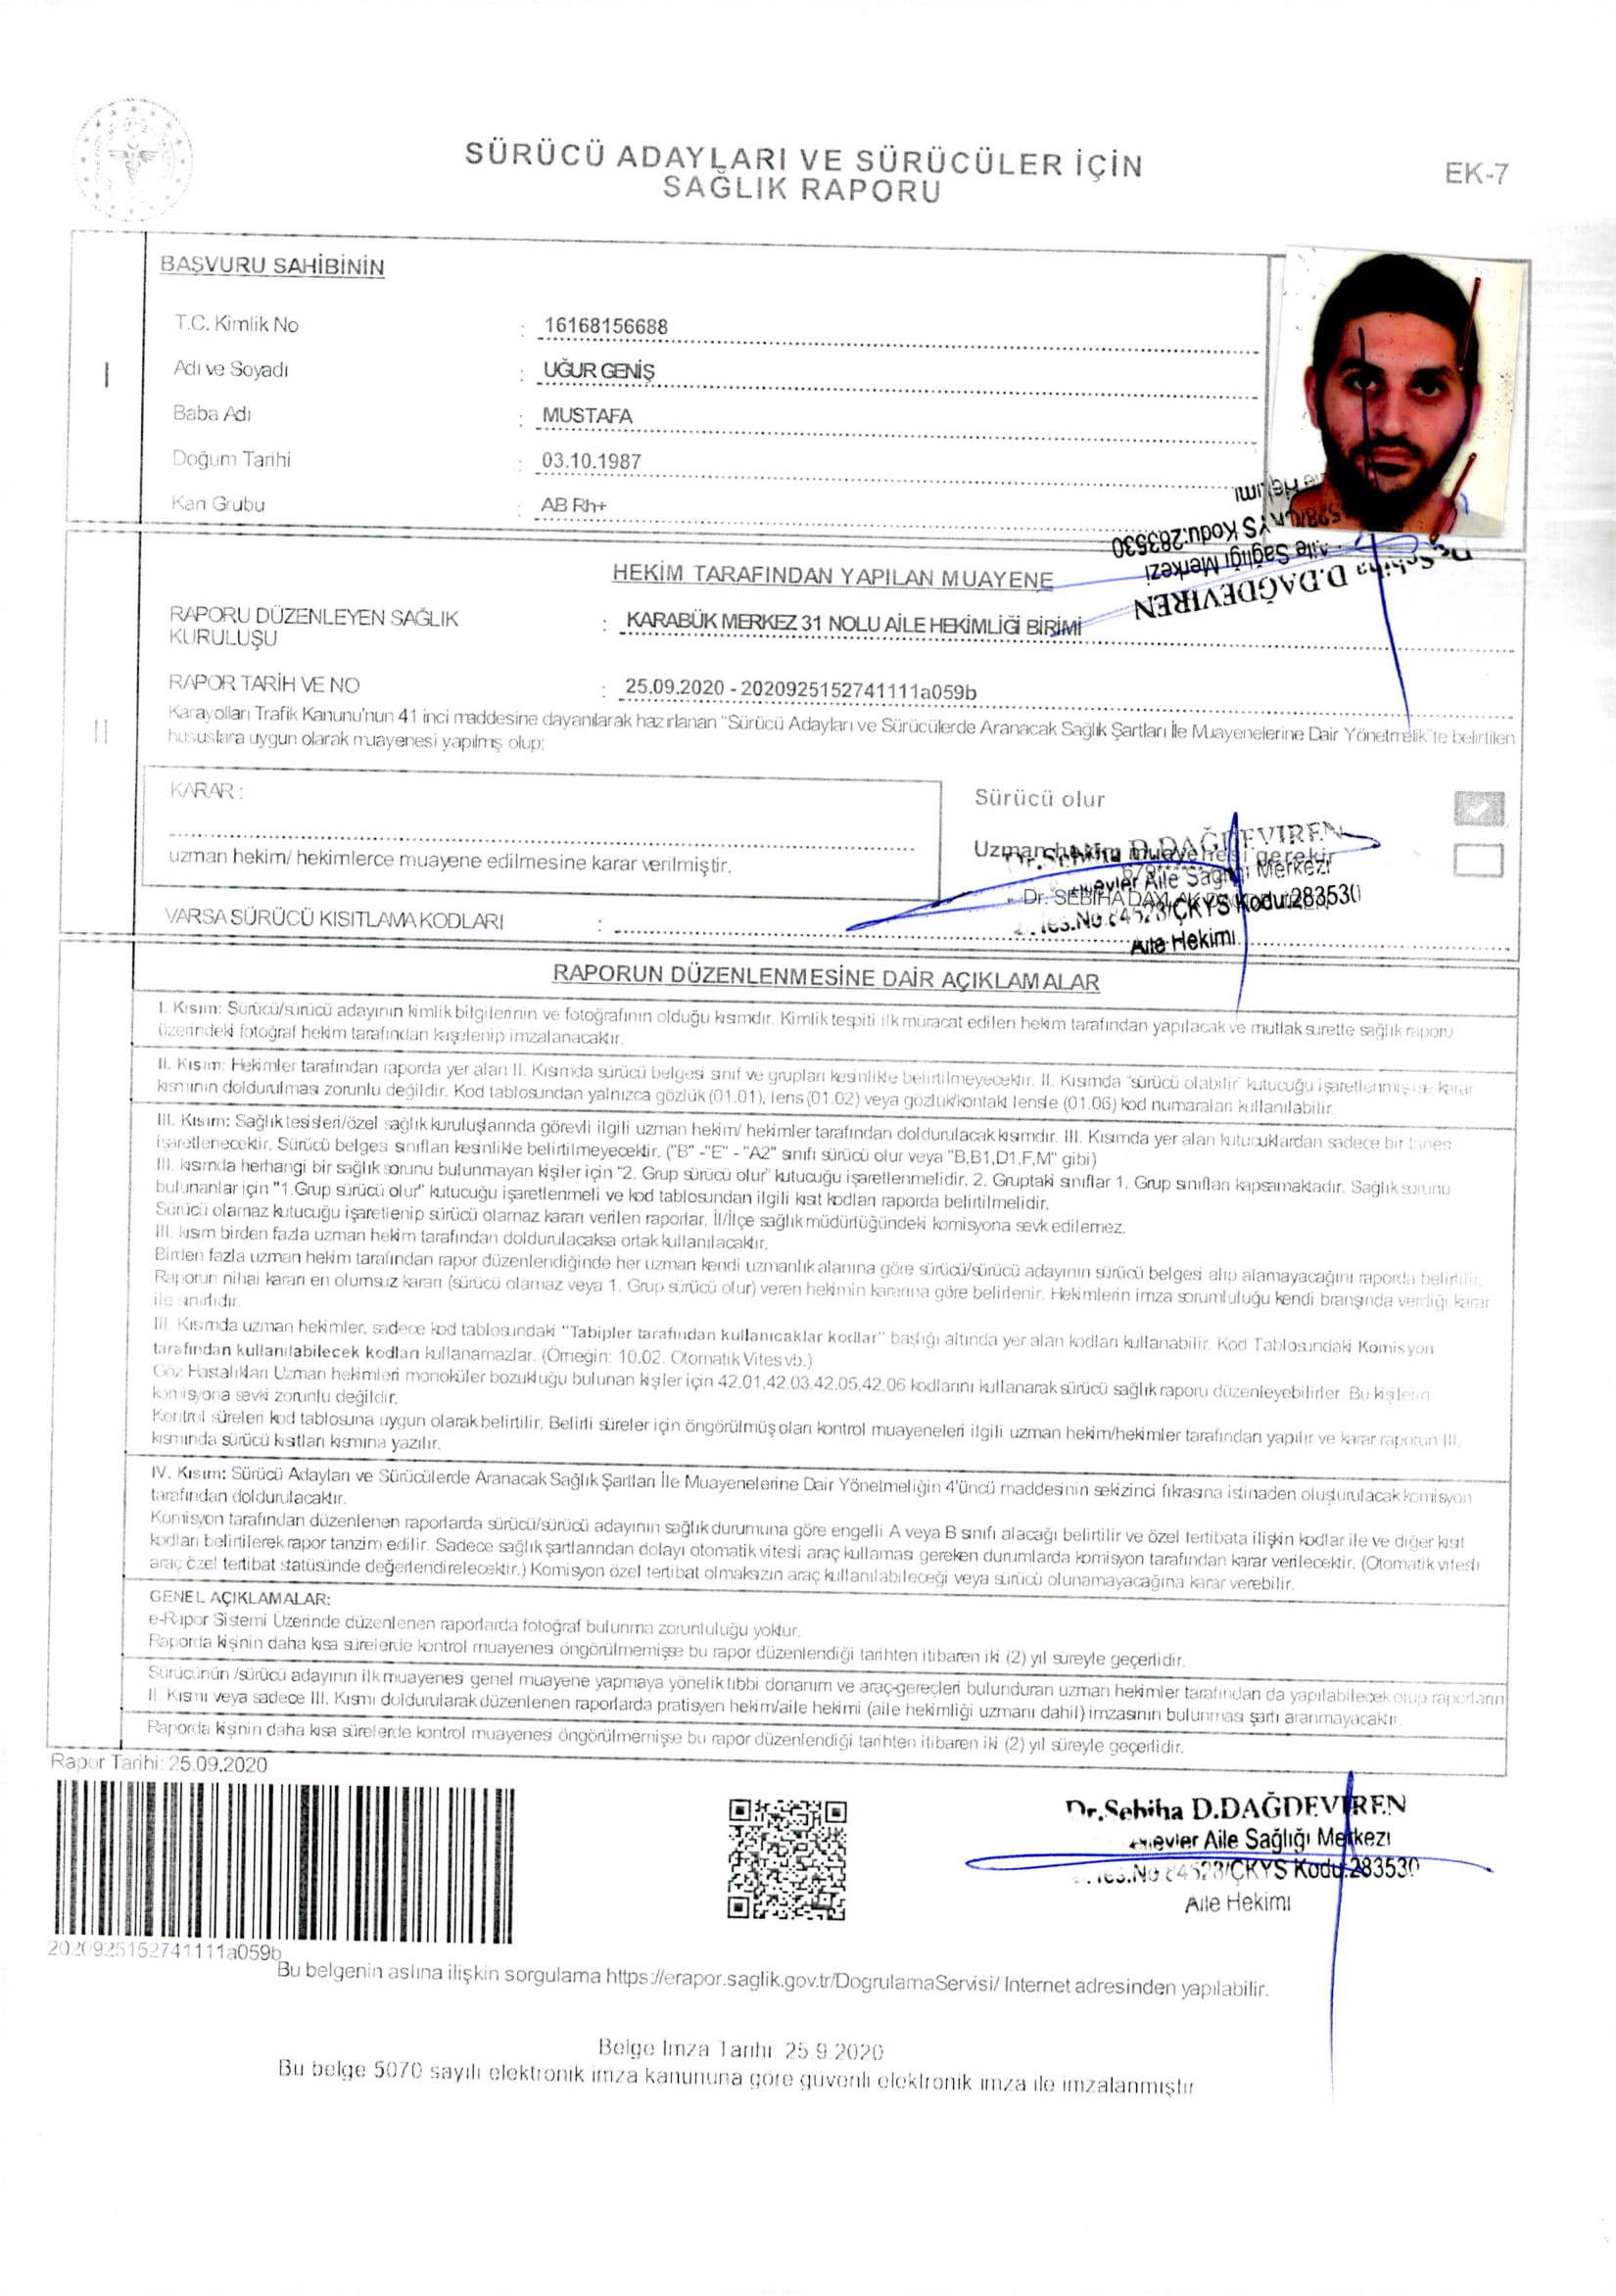 SÜRÜCÜ ADAYLARI VE SÜRÜCÜLER İÇİN
SAĞLIK RAPORU
EK-7
BAŞVURU SAHİBİNİN
T.C. Kimlik No : 16168156688
I
Adı ve Soyadı : UĞUR GENİŞ
Baba Adı : MUSTAFA
Doğum Tarihi : 03.10.1987
Kan Grubu : AB Rh+
Dr.Sebiha D.DAĞDEVİREN
Aile Sağlığı Merkezi
ÇKYS Kodu:283530
HEKİM TARAFINDAN YAPILAN MUAYENE
RAPORU DÜZENLEYEN SAĞLIK
KURULUŞU : KARABÜK MERKEZ 31 NOLU AİLE HEKİMLİĞİ BİRİMİ
RAPOR TARİH VE NO : 25.09.2020 - 2020925152741111a059b
II
Karayolları Trafik Kanunu'nun 41 inci maddesine dayanılarak hazırlanan "Sürücü Adayları ve Sürücülerde Aranacak Sağlık Şartları İle Muayenelerine Dair Yönetmelik"te belirtilen
hususlara uygun olarak muayenesi yapılmış olup;
KARAR :
uzman hekim/ hekimlerce muayene edilmesine karar verilmiştir.
Sürücü olur
Uzman hekim muayenesi gerekir
Dr.Sebiha D.DAĞDEVİREN
Aile Sağlığı Merkezi
Dr. SEBİHA
ÇKYS Kodu:283530
Aile Hekimi
VARSA SÜRÜCÜ KISITLAMA KODLARI :
RAPORUN DÜZENLENMESİNE DAİR AÇIKLAMALAR
I. Kısım: Sürücü/sürücü adayının kimlik bilgilerinin ve fotoğrafının olduğu kısımdır. Kimlik tespiti ilk müracat edilen hekim tarafından yapılacak ve mutlak surette sağlık raporu
üzerindeki fotoğraf hekim tarafından kaşelenip imzalanacaktır.
II. Kısım: Hekimler tarafından raporda yer alan II. Kısımda sürücü belgesi sınıf ve grupları kesinlikle belirtilmeyecektir. II. Kısımda "sürücü olabilir" kutucuğu işaretlenmiş ise karar
kısmının doldurulması zorunlu değildir. Kod tablosundan yalnızca gözlük (01.01), lens (01.02) veya gözlük/kontakt lensle (01.06) kod numaraları kullanılabilir.
III. Kısım: Sağlık tesisleri/özel sağlık kuruluşlarında görevli ilgili uzman hekim/ hekimler tarafından doldurulacak kısımdır. III. Kısımda yer alan kutucuklardan sadece bir tanes
işaretlenecektir. Sürücü belgesi sınıfları kesinlikle belirtilmeyecektir. ("B" -"E" - "A2" sınıfı sürücü olur veya "B,B1,D1,F,M" gibi)
III. kısımda herhangi bir sağlık sorunu bulunmayan kişiler için "2. Grup sürücü olur" kutucuğu işaretlenmelidir. 2. Gruptaki sınıflar 1. Grup sınıfları kapsamaktadır. Sağlık sorunu
bulunanlar için "1.Grup sürücü olur" kutucuğu işaretlenmeli ve kod tablosundan ilgili kısıt kodları raporda belirtilmelidir.
Sürücü olamaz kutucuğu işaretlenip sürücü olamaz kararı verilen raporlar, İl/İlçe sağlık müdürlüğündeki komisyona sevk edilemez.
III. kısım birden fazla uzman hekim tarafından doldurulacaksa ortak kullanılacaktır.
Birden fazla uzman hekim tarafından rapor düzenlendiğinde her uzman kendi uzmanlık alanına göre sürücü/sürücü adayının sürücü belgesi alıp alamayacağını raporda belirtilir.
Raporun nihai kararı en olumsuz kararı (sürücü olamaz veya 1. Grup sürücü olur) veren hekimin kararına göre belirlenir. Hekimlerin imza sorumluluğu kendi branşında verdiği karar
ile sınırlıdır.
III. Kısımda uzman hekimler, sadece kod tablosundaki "Tabipler tarafından kullanıcaklar kodlar" başlığı altında yer alan kodları kullanabilir. Kod Tablosundaki Komisyon
tarafından kullanılabilecek kodları kullanamazlar. (Örneğin: 10.02. Otomatik Vites vb.)
Göz Hastalıkları Uzman hekimleri monoküler bozukluğu bulunan kişiler için 42.01,42.03,42.05,42.06 kodlarını kullanarak sürücü sağlık raporu düzenleyebilirler Bu kişilerin
komisyona sevki zorunlu değildir.
Kontrol süreleri kod tablosuna uygun olarak belirtilir. Belirli süreler için öngörülmüş olan kontrol muayeneleri ilgili uzman hekim/hekimler tarafından yapılır ve karar raporun III.
kısmında sürücü kısıtları kısmına yazılır.
IV. Kısım: Sürücü Adayları ve Sürücülerde Aranacak Sağlık Şartları İle Muayenelerine Dair Yönetmeliğin 4'üncü maddesinin sekizinci fıkrasına istinaden oluşturulacak komisyon
tarafından doldurulacaktır.
Komisyon tarafından düzenlenen raporlarda sürücü/sürücü adayının sağlık durumuna göre engelli A veya B sınıfı alacağı belirtilir ve özel tertibata ilişkin kodlar ile ve diğer kısıt
kodları belirtilerek rapor tanzim edilir. Sadece sağlık şartlarından dolayı otomatik vitesli araç kullaması gereken durumlarda komisyon tarafından karar verilecektir. (Otomatik vitesli
araç özel tertibat statüsünde değerlendirelecektir.) Komisyon özel tertibat olmaksızın araç kullanılabileceği veya sürücü olunamayacağına karar verebilir.
GENEL AÇIKLAMALAR:
e-Rapor Sistemi Üzerinde düzenlenen raporlarda fotoğraf bulunma zorunluluğu yoktur.
Raporda kişinin daha kısa sürelerde kontrol muayenesi öngörülmemişse bu rapor düzenlendiği tarihten itibaren iki (2) yıl süreyle geçerlidir.
Sürücünün /sürücü adayının ilk muayenesi genel muayene yapmaya yönelik tıbbi donanım ve araç-gereçleri bulunduran uzman hekimler tarafından da yapılabilecek olup raporların
II. Kısmı veya sadece III. Kısmı doldurularak düzenlenen raporlarda pratisyen hekim/aile hekimi (aile hekimliği uzmanı dahil) imzasının bulunması şartı aranmayacaktır.
Raporda kişinin daha kısa sürelerde kontrol muayenesi öngörülmemişse bu rapor düzenlendiği tarihten itibaren iki (2) yıl süreyle geçerlidir.
Rapor Tarihi: 25.09.2020
Dr.Sebiha D.DAĞDEVİREN
Aile Sağlığı Merkezi
ÇKYS Kodu:283530
Aile Hekimi
2020925152741111a059b
Bu belgenin aslına ilişkin sorgulama https://erapor.saglik.gov.tr/DogrulamaServisi/ Internet adresinden yapılabilir.
Belge İmza Tarihi: 25.9.2020
Bu belge 5070 sayılı elektronik imza kanununa göre güvenli elektronik imza ile imzalanmıştır